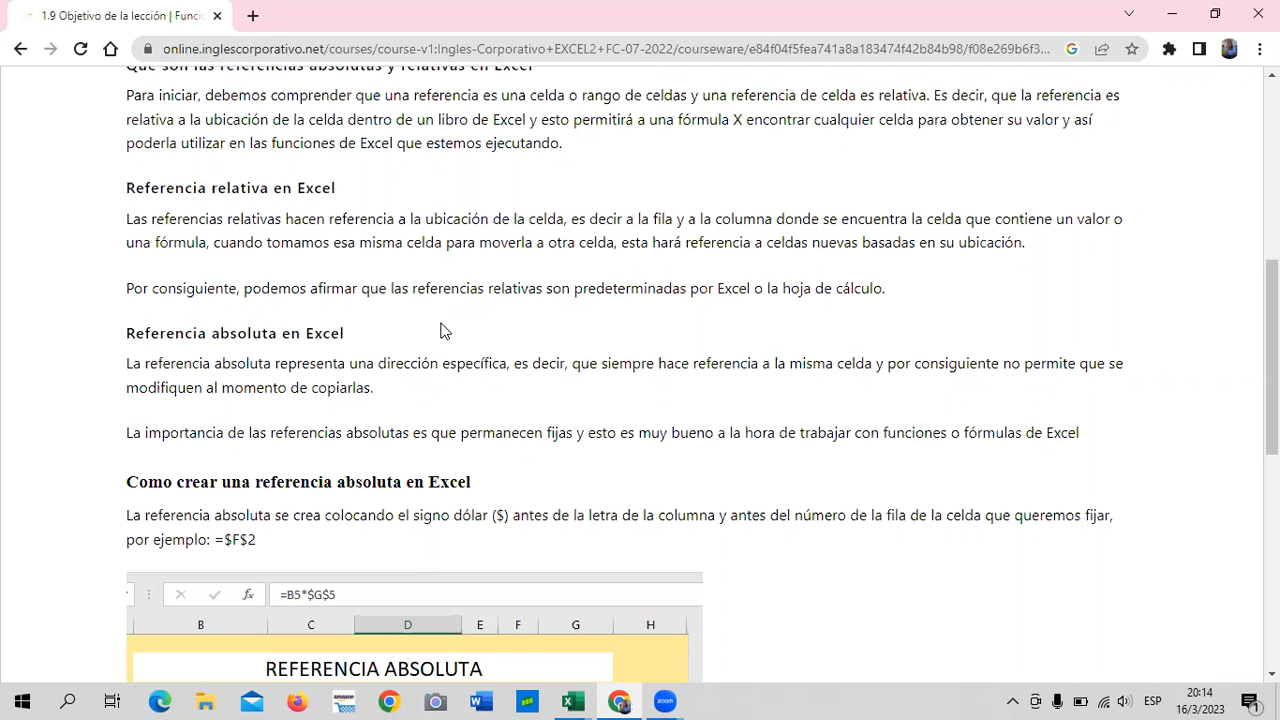 1.9 Objetivo de la lección | Funci
online.inglescorporativo.net/courses/course-v1:Ingles-Corporativo+EXCEL2+FC-07-2022/courseware/e84f04f5fea741a8a183474f42b84b98/f08e269b6f3...
Que son las referencias absolutas y relativas en Excel
Para iniciar, debemos comprender que una referencia es una celda o rango de celdas y una referencia de celda es relativa. Es decir, que la referencia es
relativa a la ubicación de la celda dentro de un libro de Excel y esto permitirá a una fórmula X encontrar cualquier celda para obtener su valor y así
poderla utilizar en las funciones de Excel que estemos ejecutando.
Referencia relativa en Excel
Las referencias relativas hacen referencia a la ubicación de la celda, es decir a la fila y a la columna donde se encuentra la celda que contiene un valor o
una fórmula, cuando tomamos esa misma celda para moverla a otra celda, esta hará referencia a celdas nuevas basadas en su ubicación.
Por consiguiente, podemos afirmar que las referencias relativas son predeterminadas por Excel o la hoja de cálculo.
Referencia absoluta en Excel
La referencia absoluta representa una dirección específica, es decir, que siempre hace referencia a la misma celda y por consiguiente no permite que se
modifiquen al momento de copiarlas.
La importancia de las referencias absolutas es que permanecen fijas y esto es muy bueno a la hora de trabajar con funciones o fórmulas de Excel
Como crear una referencia absoluta en Excel
La referencia absoluta se crea colocando el signo dólar ($) antes de la letra de la columna y antes del número de la fila de la celda que queremos fijar,
por ejemplo: =$F$2
fx =B5*$G$5
B C D E F G H
REFERENCIA ABSOLUTA
amazon
zoom
ESP
20:14
16/3/2023